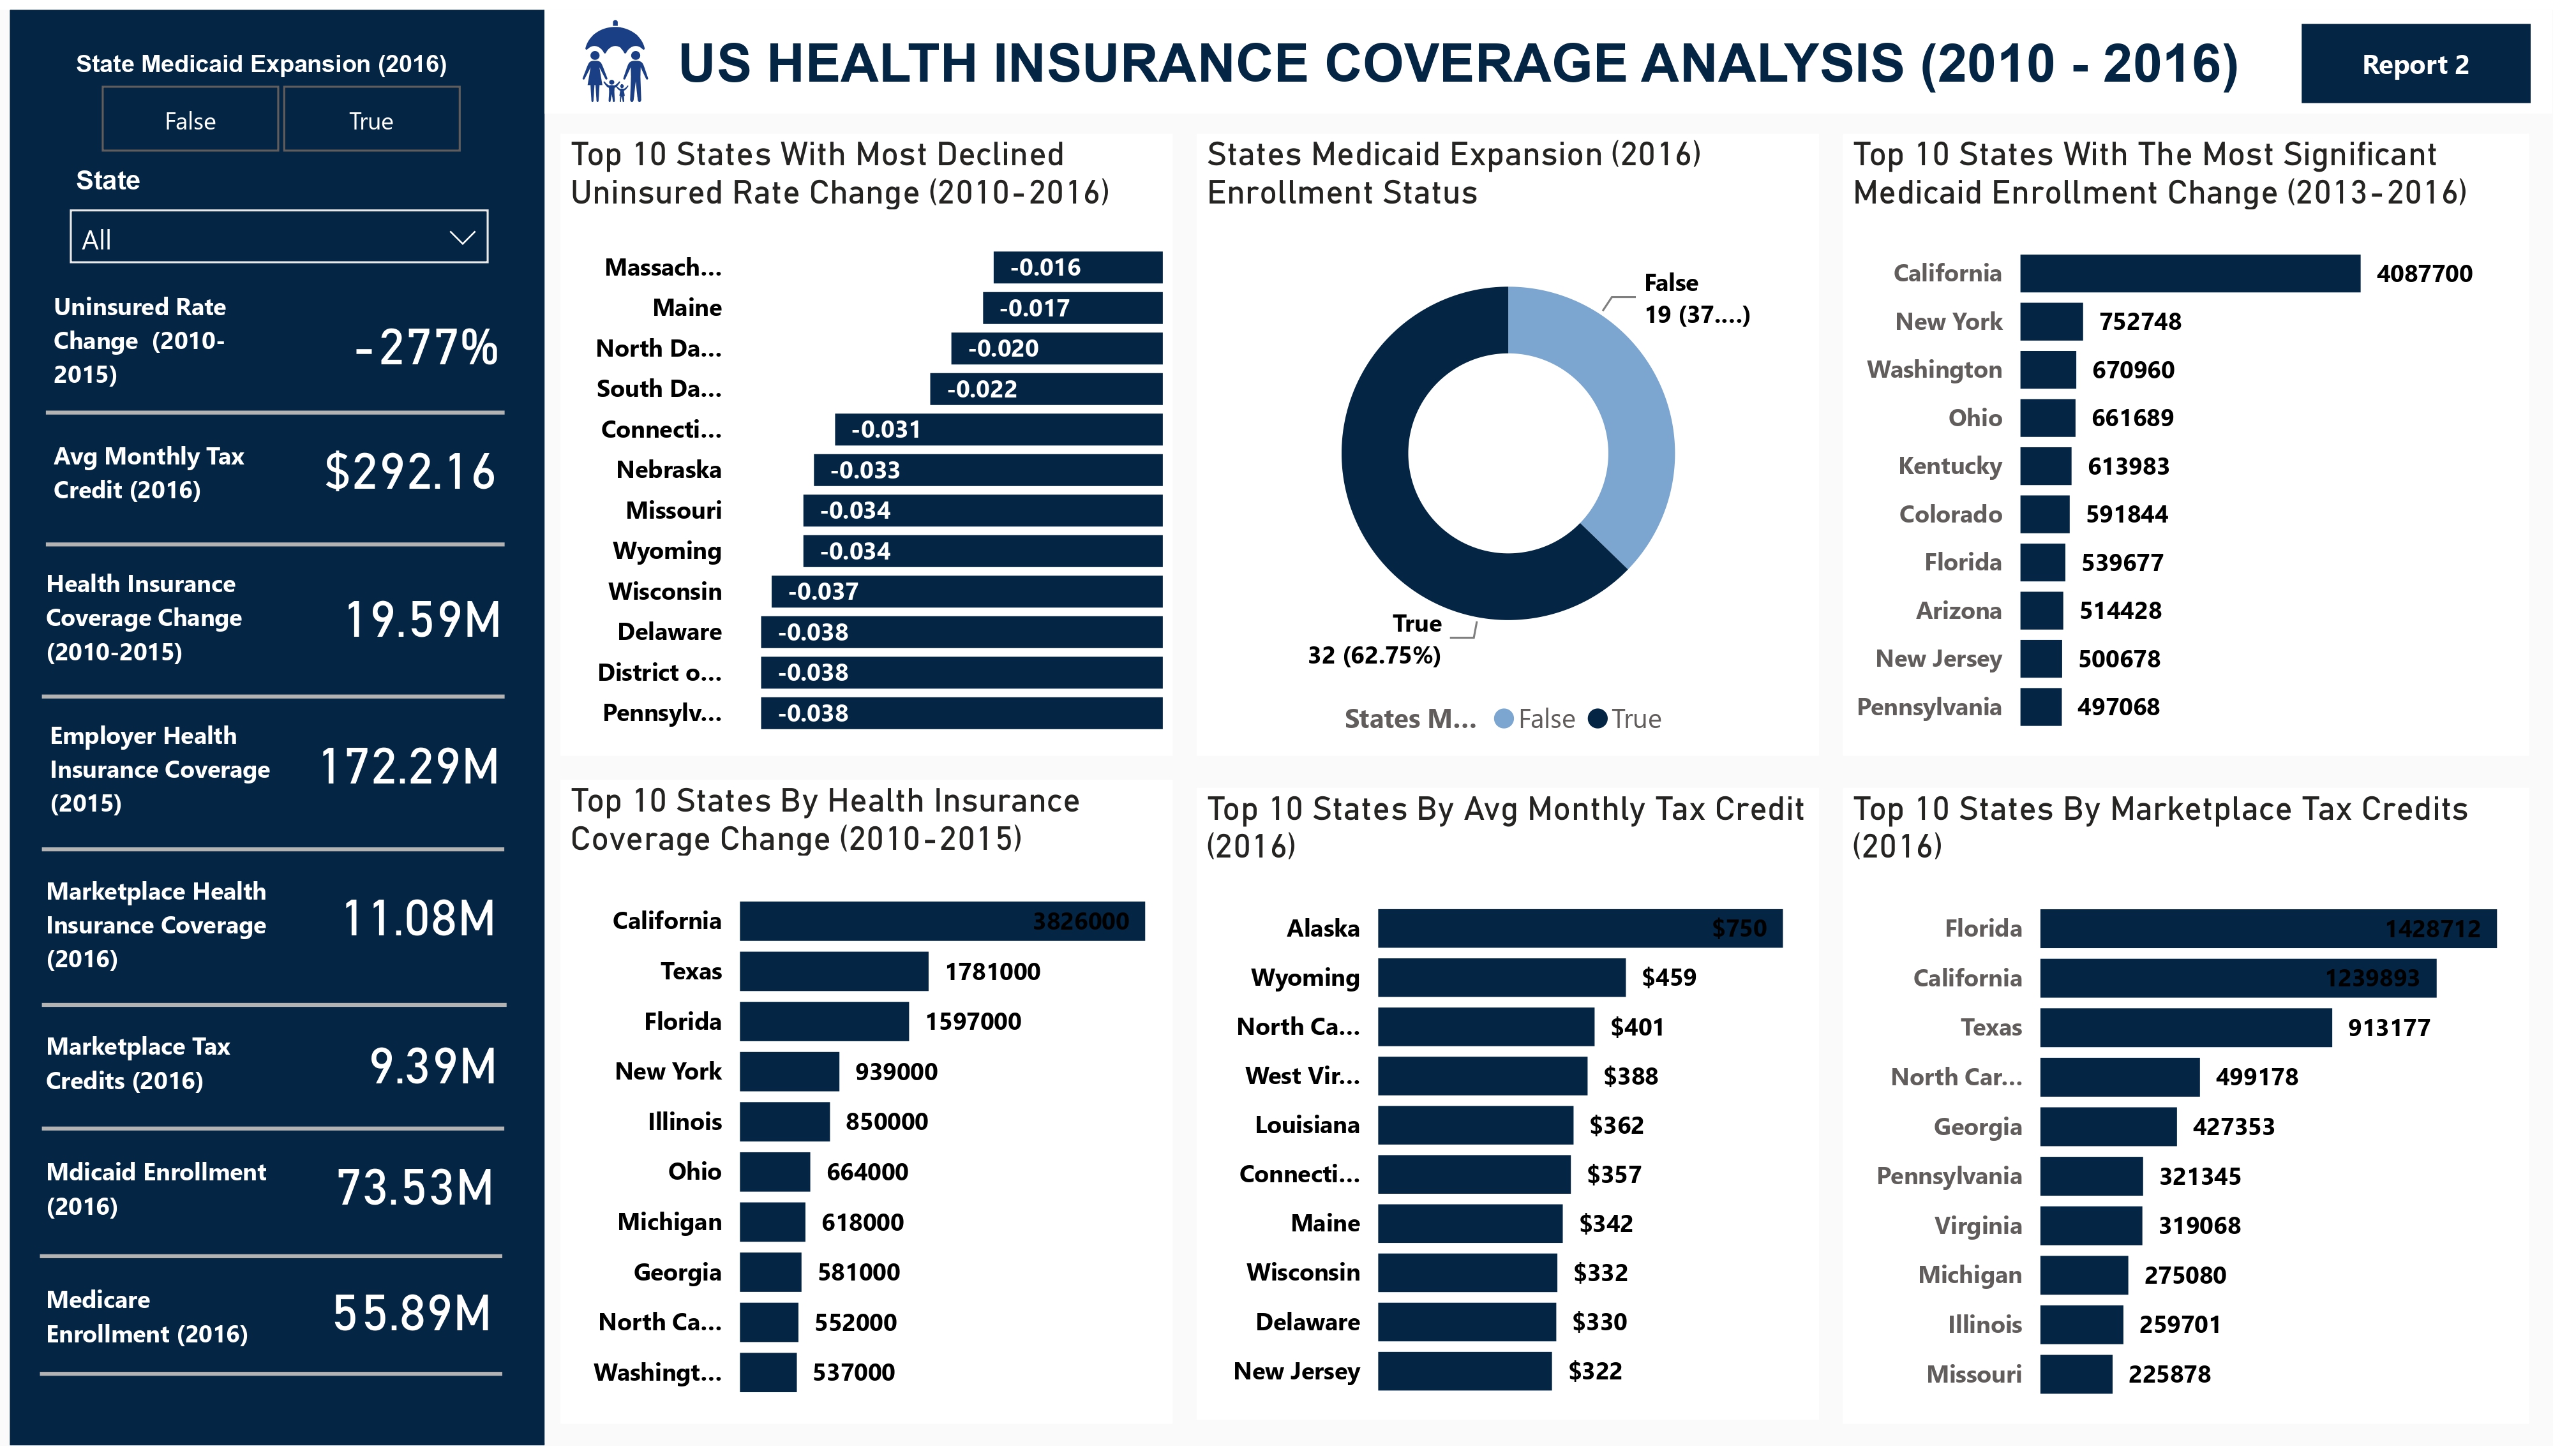 State Medicaid Expansion (2016)
False
True
State
All
Uninsured Rate
Change (2010-
2015)
-277%
Avg Monthly Tax
Credit (2016)
$292.16
Health Insurance
Coverage Change
(2010-2015)
19.59M
Employer Health
Insurance Coverage
(2015)
172.29M
Marketplace Health
Insurance Coverage
(2016)
11.08M
Marketplace Tax
Credits (2016)
9.39M
Mdicaid Enrollment
(2016)
73.53M
Medicare
Enrollment (2016)
55.89M
US HEALTH INSURANCE COVERAGE ANALYSIS (2010 - 2016)
Report 2
Top 10 States With Most Declined
Uninsured Rate Change (2010-2016)
Massach... -0.016
Maine -0.017
North Da... -0.020
South Da... -0.022
Connecti... -0.031
Nebraska -0.033
Missouri -0.034
Wyoming -0.034
Wisconsin -0.037
Delaware -0.038
District o... -0.038
Pennsylv... -0.038
States Medicaid Expansion (2016)
Enrollment Status
False
19 (37....)
True
32 (62.75%)
States M... False True
Top 10 States With The Most Significant
Medicaid Enrollment Change (2013-2016)
California 4087700
New York 752748
Washington 670960
Ohio 661689
Kentucky 613983
Colorado 591844
Florida 539677
Arizona 514428
New Jersey 500678
Pennsylvania 497068
Top 10 States By Health Insurance
Coverage Change (2010-2015)
California 3826000
Texas 1781000
Florida 1597000
New York 939000
Illinois 850000
Ohio 664000
Michigan 618000
Georgia 581000
North Ca... 552000
Washingt... 537000
Top 10 States By Avg Monthly Tax Credit
(2016)
Alaska $750
Wyoming $459
North Ca... $401
West Vir... $388
Louisiana $362
Connecti... $357
Maine $342
Wisconsin $332
Delaware $330
New Jersey $322
Top 10 States By Marketplace Tax Credits
(2016)
Florida 1428712
California 1239893
Texas 913177
North Car... 499178
Georgia 427353
Pennsylvania 321345
Virginia 319068
Michigan 275080
Illinois 259701
Missouri 225878